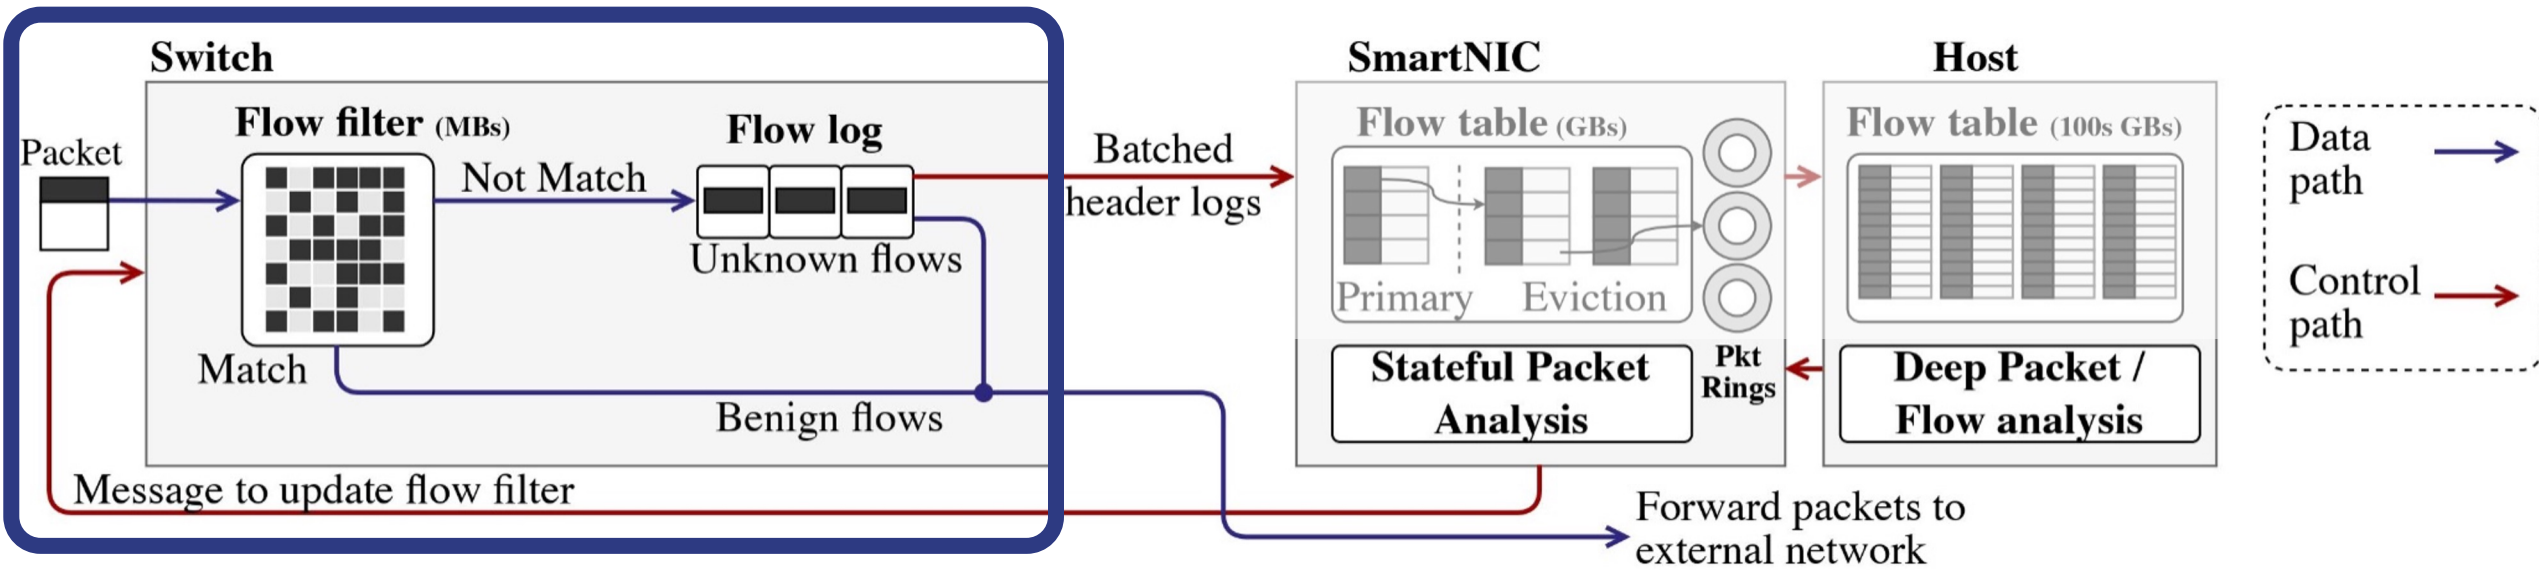 Switch
Packet
Flow filter (MBs)
Not Match
Flow log
Unknown flows
Match
Benign flows
Message to update flow filter
Batched
header logs
SmartNIC
Flow table (GBs)
Primary
Eviction
Stateful Packet
Analysis
Pkt
Rings
Host
Flow table (100s GBs)
Deep Packet /
Flow analysis
Forward packets to
external network
Data
path
Control
path